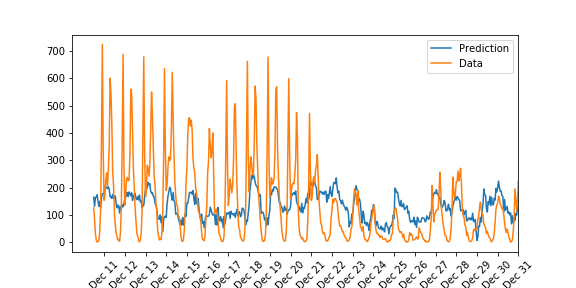 Prediction
Data
700
600
500
400
300
200
100
0
Dec 11
Dec 12
Dec 13
Dec 14
Dec 15
Dec 16
Dec 17
Dec 18
Dec 19
Dec 20
Dec 21
Dec 22
Dec 23
Dec 24
Dec 25
Dec 26
Dec 27
Dec 28
Dec 29
Dec 30
Dec 31